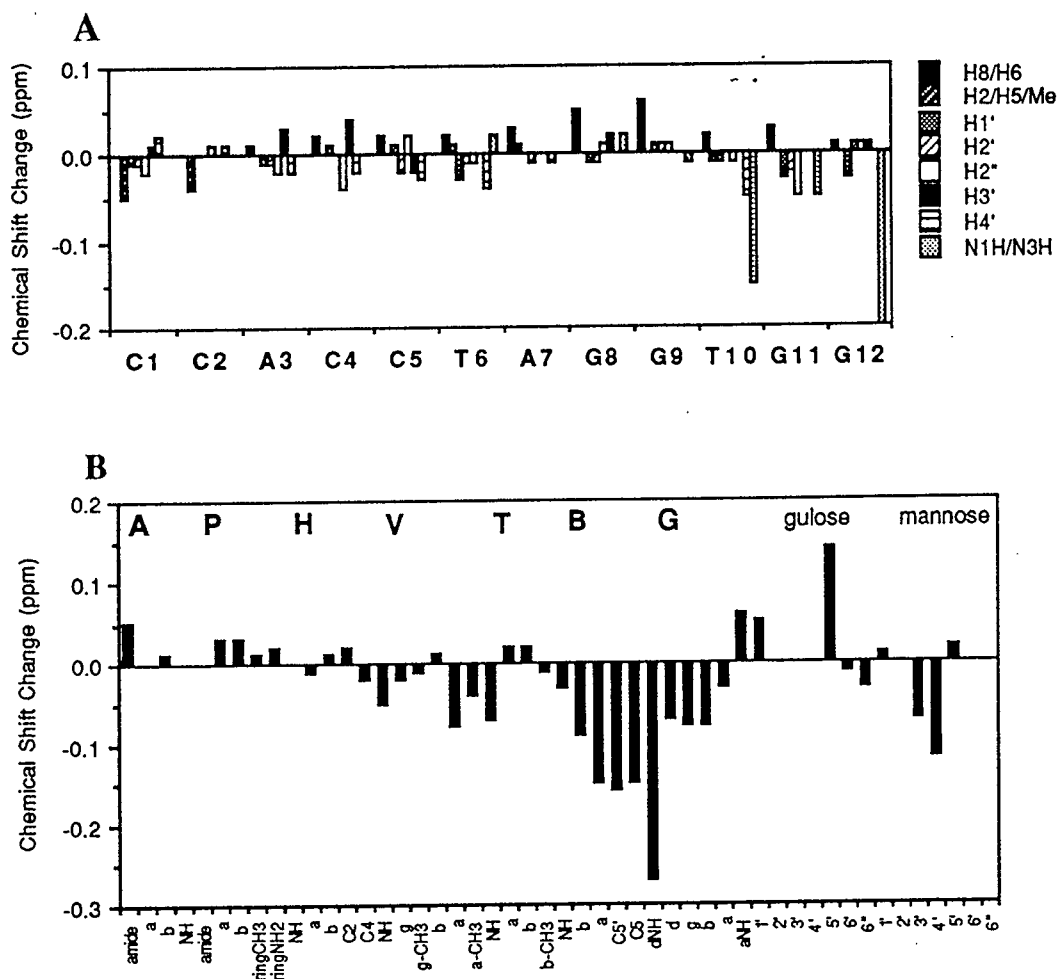 A
Chemical Shift Change (ppm)
0.1
0.0
-0.1
-0.2
C1 C2 A3 C4 C5 T6 A7 G8 G9 T10 G11 G12
H8/H6
H2/H5/Me
H1'
H2'
H2"
H3'
H4'
N1H/N3H
B
Chemical Shift Change (ppm)
0.2
0.1
0.0
-0.1
-0.2
-0.3
A P H V T B G gulose mannose
amide
a
b
NH
amide
a
b
ringCH3
ringNH2
NH
a
b
C2
C4
NH
g
g-CH3
b
a
a-CH3
NH
a
b
b-CH3
NH
b
a
C5'
C5
dNH
d
g
b
a
aNH
1'
2'
3'
4'
5'
6'
6"
1'
2'
3'
4'
5'
6'
6"